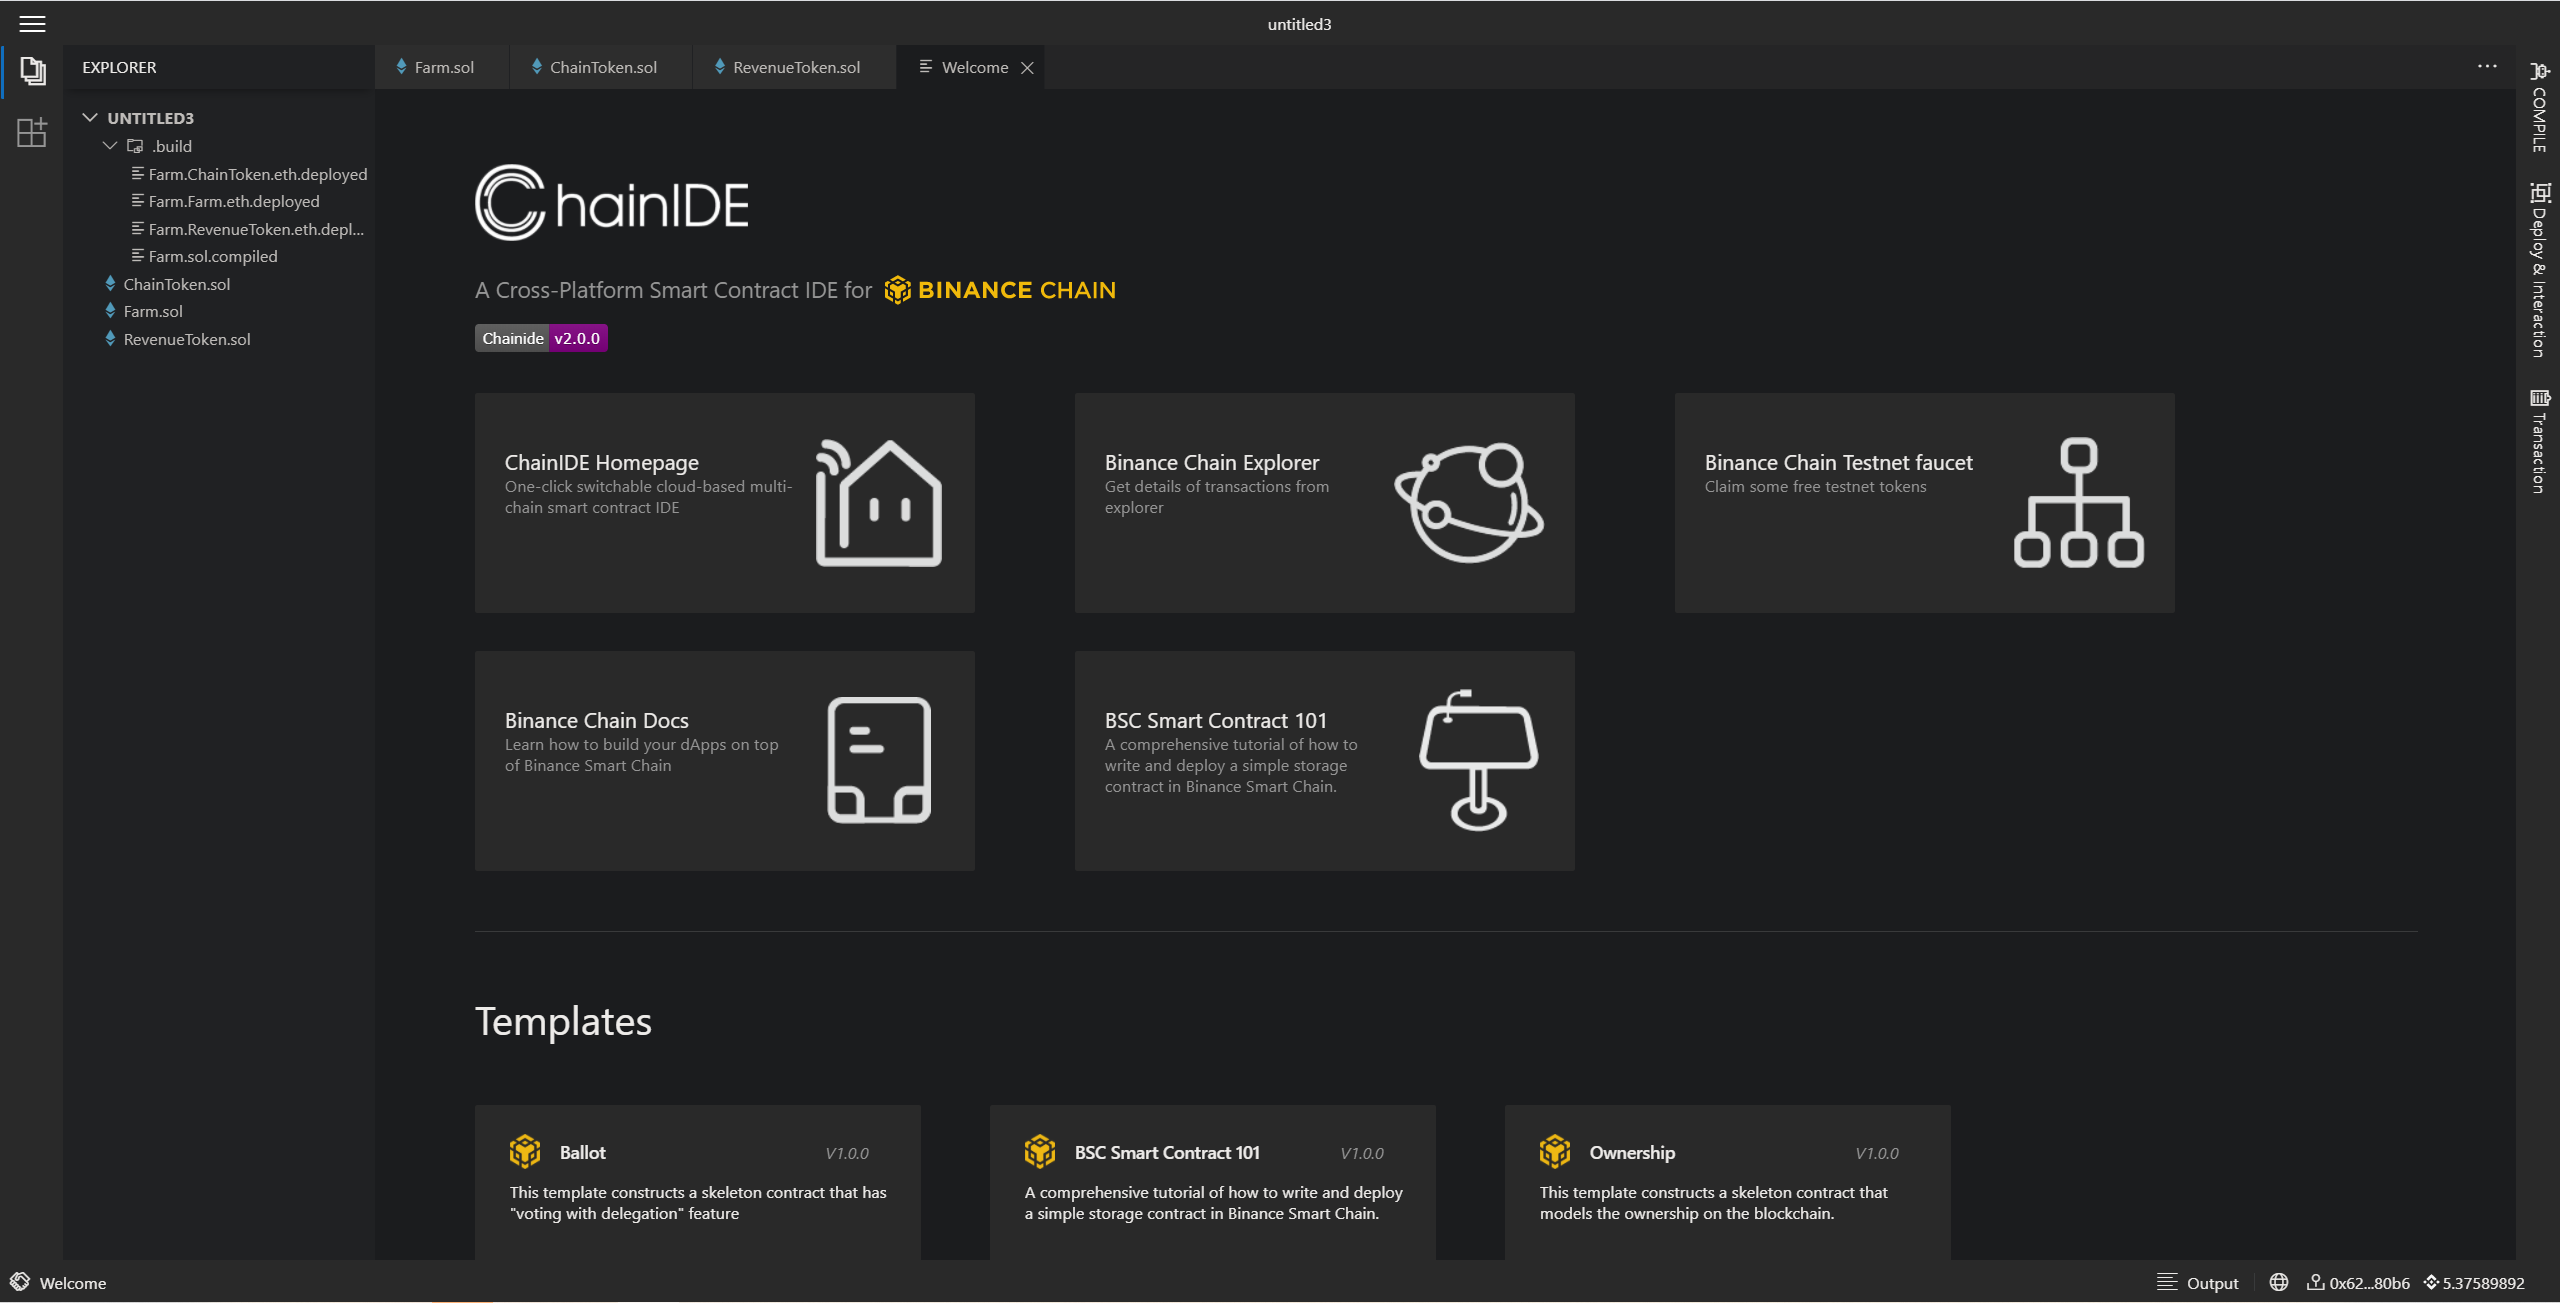 untitled3
EXPLORER
Farm.sol
ChainToken.sol
RevenueToken.sol
Welcome
UNTITLED3
.build
Farm.ChainToken.eth.deployed
Farm.Farm.eth.deployed
Farm.RevenueToken.eth.depl...
Farm.sol.compiled
ChainToken.sol
Farm.sol
RevenueToken.sol
ChainIDE
A Cross-Platform Smart Contract IDE for BINANCE CHAIN
Chainide v2.0.0
ChainIDE Homepage
One-click switchable cloud-based multi-
chain smart contract IDE
Binance Chain Explorer
Get details of transactions from
explorer
Binance Chain Testnet faucet
Claim some free testnet tokens
Binance Chain Docs
Learn how to build your dApps on top
of Binance Smart Chain
BSC Smart Contract 101
A comprehensive tutorial of how to
write and deploy a simple storage
contract in Binance Smart Chain.
Templates
Ballot V1.0.0
This template constructs a skeleton contract that has
"voting with delegation" feature
BSC Smart Contract 101 V1.0.0
A comprehensive tutorial of how to write and deploy
a simple storage contract in Binance Smart Chain.
Ownership V1.0.0
This template constructs a skeleton contract that
models the ownership on the blockchain.
COMPILE
Deploy & Interaction
Transaction
Welcome
Output
0x62...80b6
5.37589892